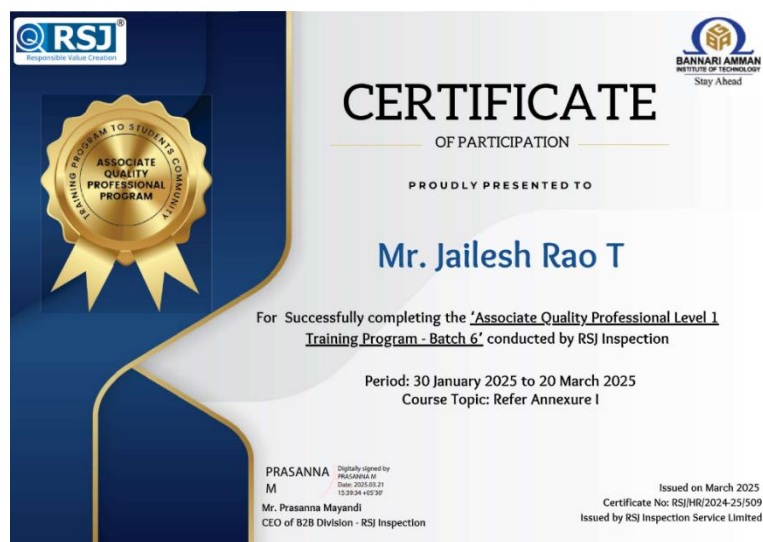 RSJ®
Responsible Value Creation
BANNARI AMMAN
INSTITUTE OF TECHNOLOGY
Stay Ahead
TRAINING PROGRAM TO STUDENTS COMMUNITY
ASSOCIATE
QUALITY
PROFESSIONAL
PROGRAM
CERTIFICATE
OF PARTICIPATION
PROUDLY PRESENTED TO
Mr. Jailesh Rao T
For Successfully completing the ‘Associate Quality Professional Level 1
Training Program - Batch 6’ conducted by RSJ Inspection
Period: 30 January 2025 to 20 March 2025
Course Topic: Refer Annexure I
PRASANNA
M
Digitally signed by
PRASANNA M
Date: 2025.03.21
15:39:34 +05'30'
Mr. Prasanna Mayandi
CEO of B2B Division - RSJ Inspection
Issued on March 2025
Certificate No: RSJ/HR/2024-25/509
Issued by RSJ Inspection Service Limited